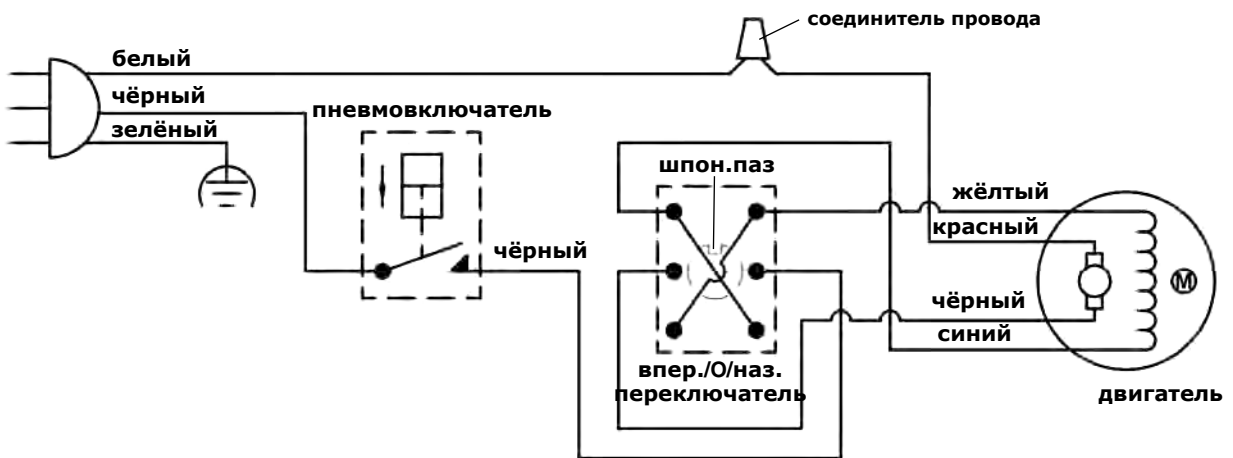 соединитель провода
белый
чёрный
пневмовключатель
зелёный
шпон.паз
жёлтый
красный
чёрный
чёрный
синий
M
впер./О/наз.
переключатель
двигатель